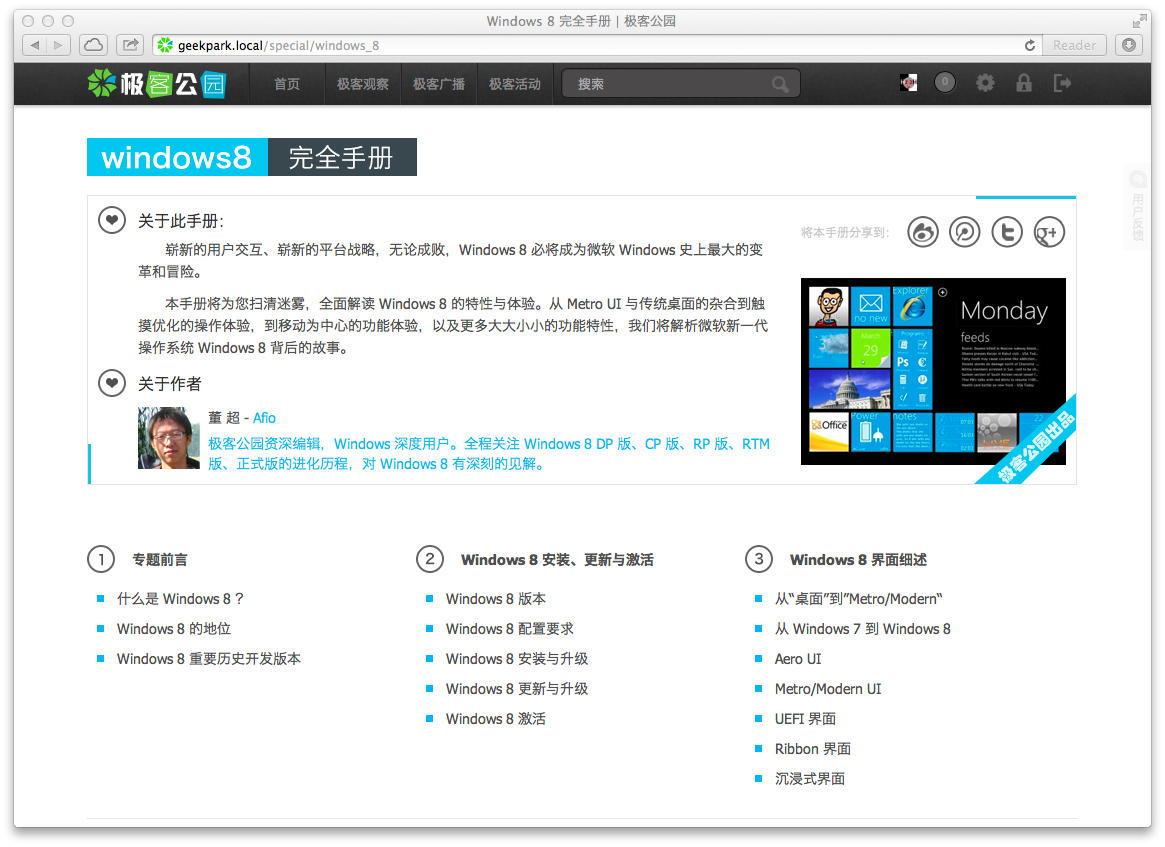 Windows 8 完全手册 | 极客公园
geekpark.local/special/windows_8
Reader
极客公园
首页
极客观察
极客广播
极客活动
搜索
0
windows8
完全手册
用户反馈
关于此手册：
崭新的用户交互、崭新的平台战略，无论成败，Windows 8 必将成为微软 Windows 史上最大的变
革和冒险。
本手册将为您扫清迷雾，全面解读 Windows 8 的特性与体验。从 Metro UI 与传统桌面的杂合到触
摸优化的操作体验，到移动为中心的功能体验，以及更多大大小小的功能特性，我们将解析微软新一代
操作系统 Windows 8 背后的故事。
关于作者
董 超 - Afio
极客公园资深编辑，Windows 深度用户。全程关注 Windows 8 DP 版、CP 版、RP 版、RTM
版、正式版的进化历程，对 Windows 8 有深刻的见解。
将本手册分享到：
g+
no new
explorer
Monday
feeds
March
29
Programs
Ps
Office
Power
notes
LIVE
极客公园出品
1
专题前言
什么是 Windows 8？
Windows 8 的地位
Windows 8 重要历史开发版本
2
Windows 8 安装、更新与激活
Windows 8 版本
Windows 8 配置要求
Windows 8 安装与升级
Windows 8 更新与升级
Windows 8 激活
3
Windows 8 界面细述
从“桌面”到”Metro/Modern“
从 Windows 7 到 Windows 8
Aero UI
Metro/Modern UI
UEFI 界面
Ribbon 界面
沉浸式界面